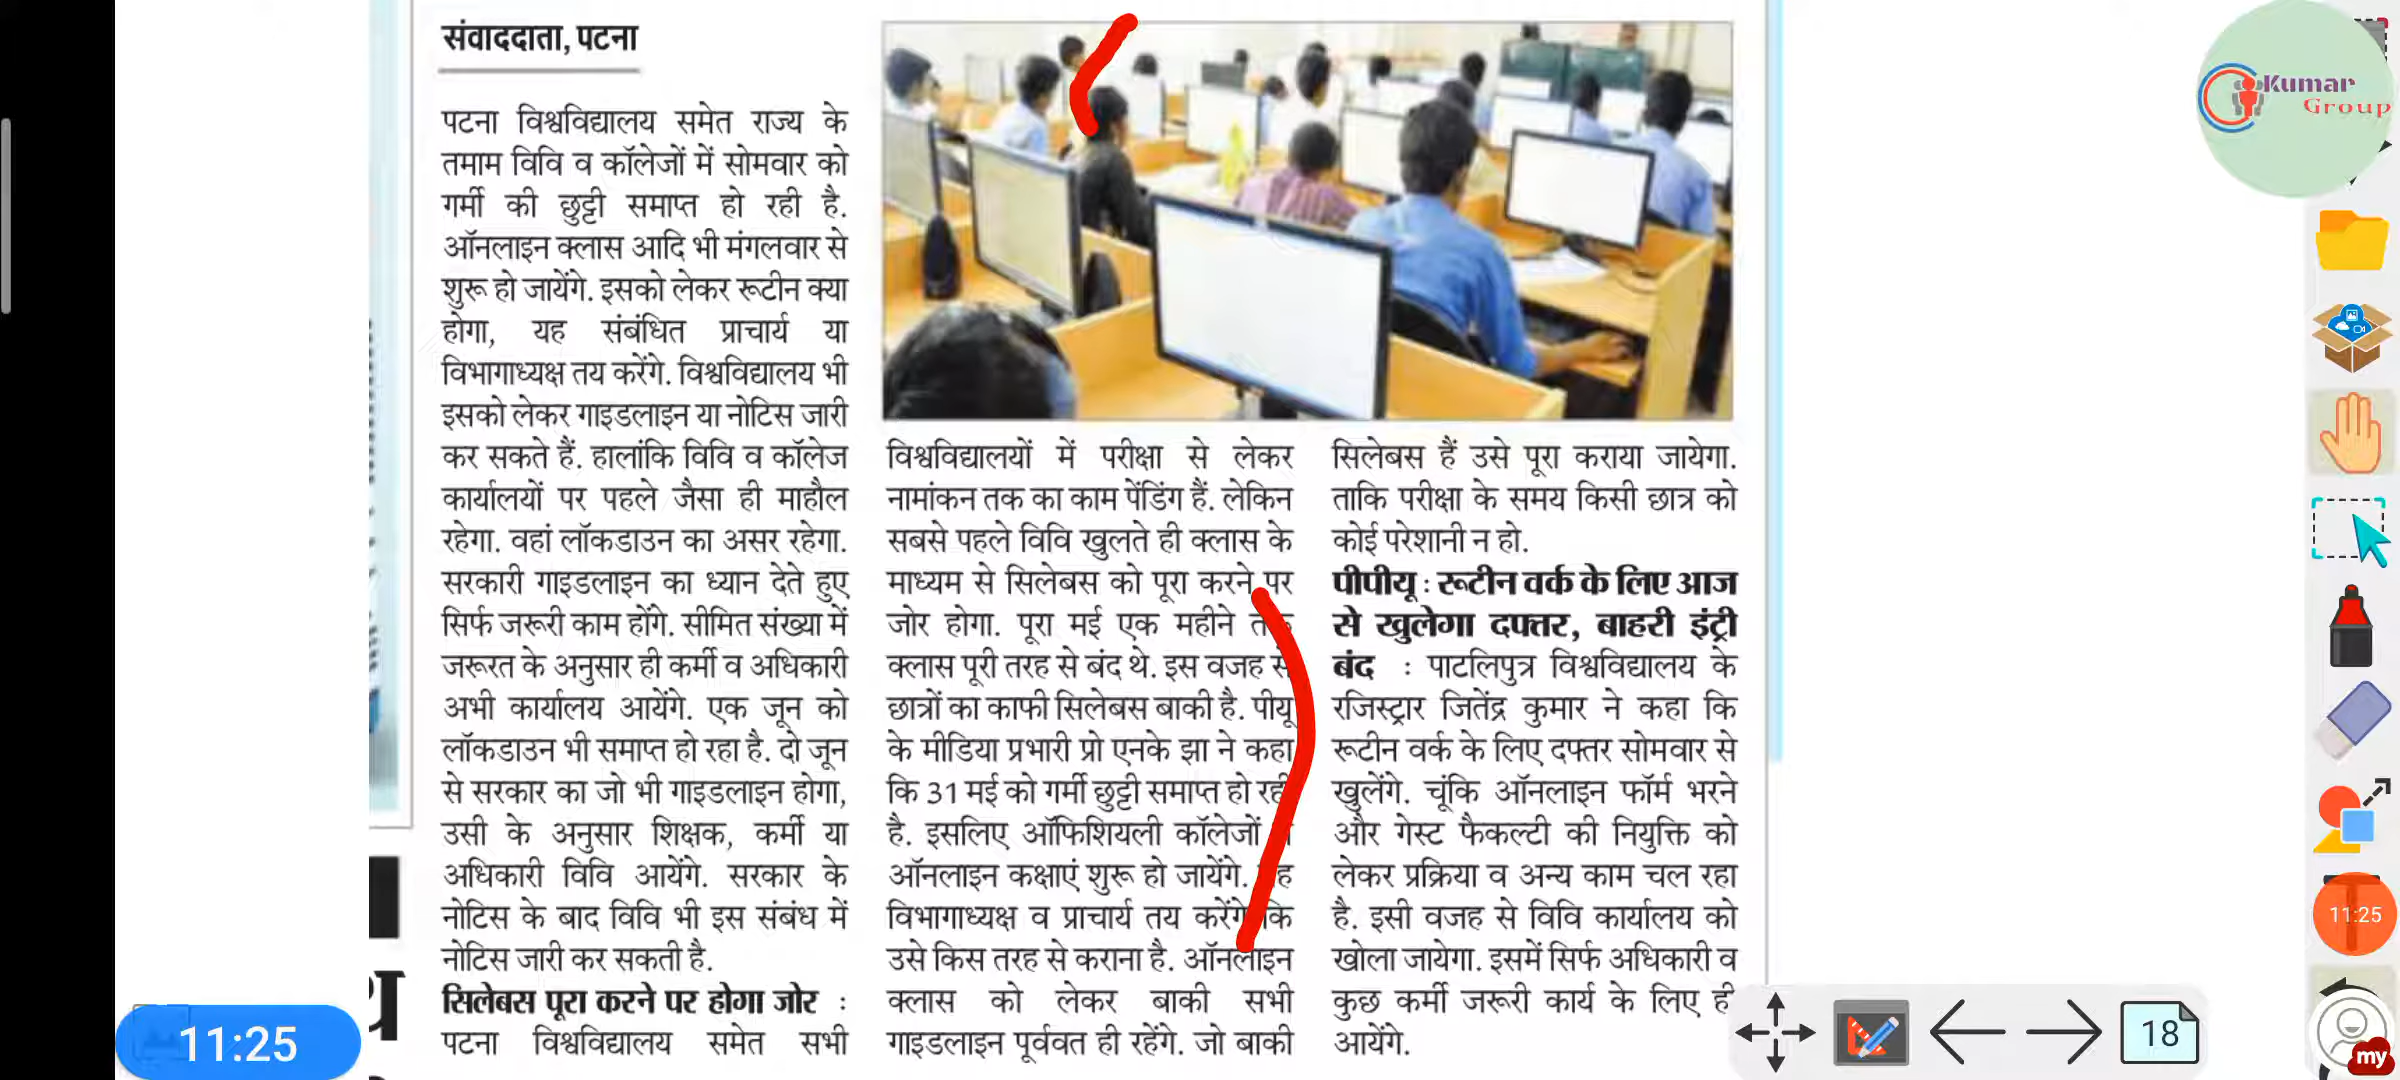 संवाददाता, पटना
पटना विश्वविद्यालय समेत राज्य के
तमाम विवि व कॉलेजों में सोमवार को
गर्मी की छुट्टी समाप्त हो रही है.
ऑनलाइन क्लास आदि भी मंगलवार से
शुरू हो जायेंगे. इसको लेकर रूटीन क्या
होगा, यह संबंधित प्राचार्य या
विभागाध्यक्ष तय करेंगे. विश्वविद्यालय भी
इसको लेकर गाइडलाइन या नोटिस जारी
कर सकते हैं. हालांकि विवि व कॉलेज
कार्यालयों पर पहले जैसा ही माहौल
रहेगा. वहां लॉकडाउन का असर रहेगा.
सरकारी गाइडलाइन का ध्यान देते हुए
सिर्फ जरूरी काम होंगे. सीमित संख्या में
जरूरत के अनुसार ही कर्मी व अधिकारी
अभी कार्यालय आयेंगे. एक जून को
लॉकडाउन भी समाप्त हो रहा है. दो जून
से सरकार का जो भी गाइडलाइन होगा,
उसी के अनुसार शिक्षक, कर्मी या
अधिकारी विवि आयेंगे. सरकार के
नोटिस के बाद विवि भी इस संबंध में
नोटिस जारी कर सकती है.
सिलेबस पूरा करने पर होगा जोर :
पटना विश्वविद्यालय समेत सभी
विश्वविद्यालयों में परीक्षा से लेकर
नामांकन तक का काम पेंडिंग हैं. लेकिन
सबसे पहले विवि खुलते ही क्लास के
माध्यम से सिलेबस को पूरा करने पर
जोर होगा. पूरा मई एक महीने तक
क्लास पूरी तरह से बंद थे. इस वजह से
छात्रों का काफी सिलेबस बाकी है. पीयू
के मीडिया प्रभारी प्रो एनके झा ने कहा
कि 31 मई को गर्मी छुट्टी समाप्त हो रही
है. इसलिए ऑफिशियली कॉलेजों
ऑनलाइन कक्षाएं शुरू हो जायेंगे.
विभागाध्यक्ष व प्राचार्य तय करेंगे कि
उसे किस तरह से कराना है. ऑनलाइन
क्लास को लेकर बाकी सभी
गाइडलाइन पूर्ववत ही रहेंगे. जो बाकी
सिलेबस हैं उसे पूरा कराया जायेगा.
ताकि परीक्षा के समय किसी छात्र को
कोई परेशानी न हो.
पीपीयू : रूटीन वर्क के लिए आज
से खुलेगा दफ्तर, बाहरी इंट्री
बंद : पाटलिपुत्र विश्वविद्यालय के
रजिस्ट्रार जितेंद्र कुमार ने कहा कि
रूटीन वर्क के लिए दफ्तर सोमवार से
खुलेंगे. चूंकि ऑनलाइन फॉर्म भरने
और गेस्ट फैकल्टी की नियुक्ति को
लेकर प्रक्रिया व अन्य काम चल रहा
है. इसी वजह से विवि कार्यालय को
खोला जायेगा. इसमें सिर्फ अधिकारी व
कुछ कर्मी जरूरी कार्य के लिए ही
आयेंगे.
Kumar
Group
11:25
11:25
18
my